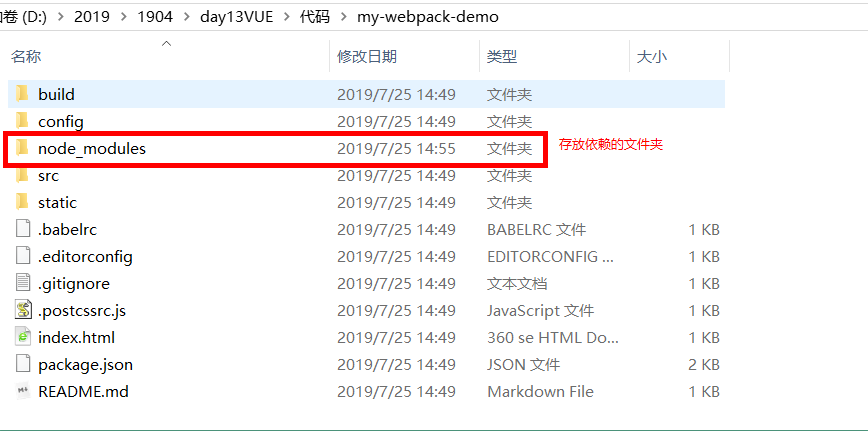 卷 (D:) > 2019 > 1904 > day13VUE > 代码 > my-webpack-demo
名称 修改日期 类型 大小
build 2019/7/25 14:49 文件夹
config 2019/7/25 14:49 文件夹
node_modules 2019/7/25 14:55 文件夹 存放依赖的文件夹
src 2019/7/25 14:49 文件夹
static 2019/7/25 14:49 文件夹
.babelrc 2019/7/25 14:49 BABELRC 文件 1 KB
.editorconfig 2019/7/25 14:49 EDITORCONFIG ... 1 KB
.gitignore 2019/7/25 14:49 文本文档 1 KB
.postcssrc.js 2019/7/25 14:49 JavaScript 文件 1 KB
index.html 2019/7/25 14:49 360 se HTML Do... 1 KB
package.json 2019/7/25 14:49 JSON 文件 2 KB
README.md 2019/7/25 14:49 Markdown File 1 KB